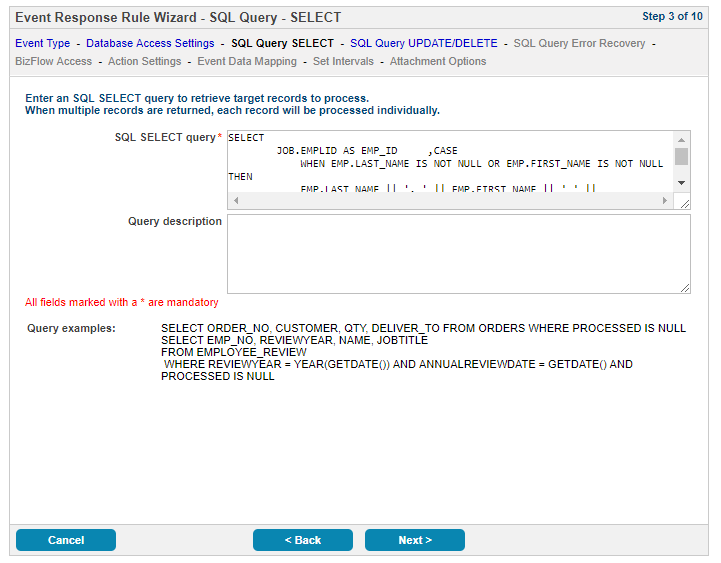 Event Response Rule Wizard - SQL Query - SELECT
Step 3 of 10
Event Type - Database Access Settings - SQL Query SELECT - SQL Query UPDATE/DELETE - SQL Query Error Recovery -
BizFlow Access - Action Settings - Event Data Mapping - Set Intervals - Attachment Options
Enter an SQL SELECT query to retrieve target records to process.
When multiple records are returned, each record will be processed individually.
SQL SELECT query*
SELECT
JOB.EMPLID AS EMP_ID ,CASE
WHEN EMP.LAST_NAME IS NOT NULL OR EMP.FIRST_NAME IS NOT NULL
THEN
EMP.LAST_NAME || ', ' || EMP.FIRST_NAME || ' ' ||
Query description
All fields marked with a * are mandatory
Query examples:
SELECT ORDER_NO, CUSTOMER, QTY, DELIVER_TO FROM ORDERS WHERE PROCESSED IS NULL
SELECT EMP_NO, REVIEWYEAR, NAME, JOBTITLE
FROM EMPLOYEE_REVIEW
WHERE REVIEWYEAR = YEAR(GETDATE()) AND ANNUALREVIEWDATE = GETDATE() AND
PROCESSED IS NULL
Cancel
< Back
Next >